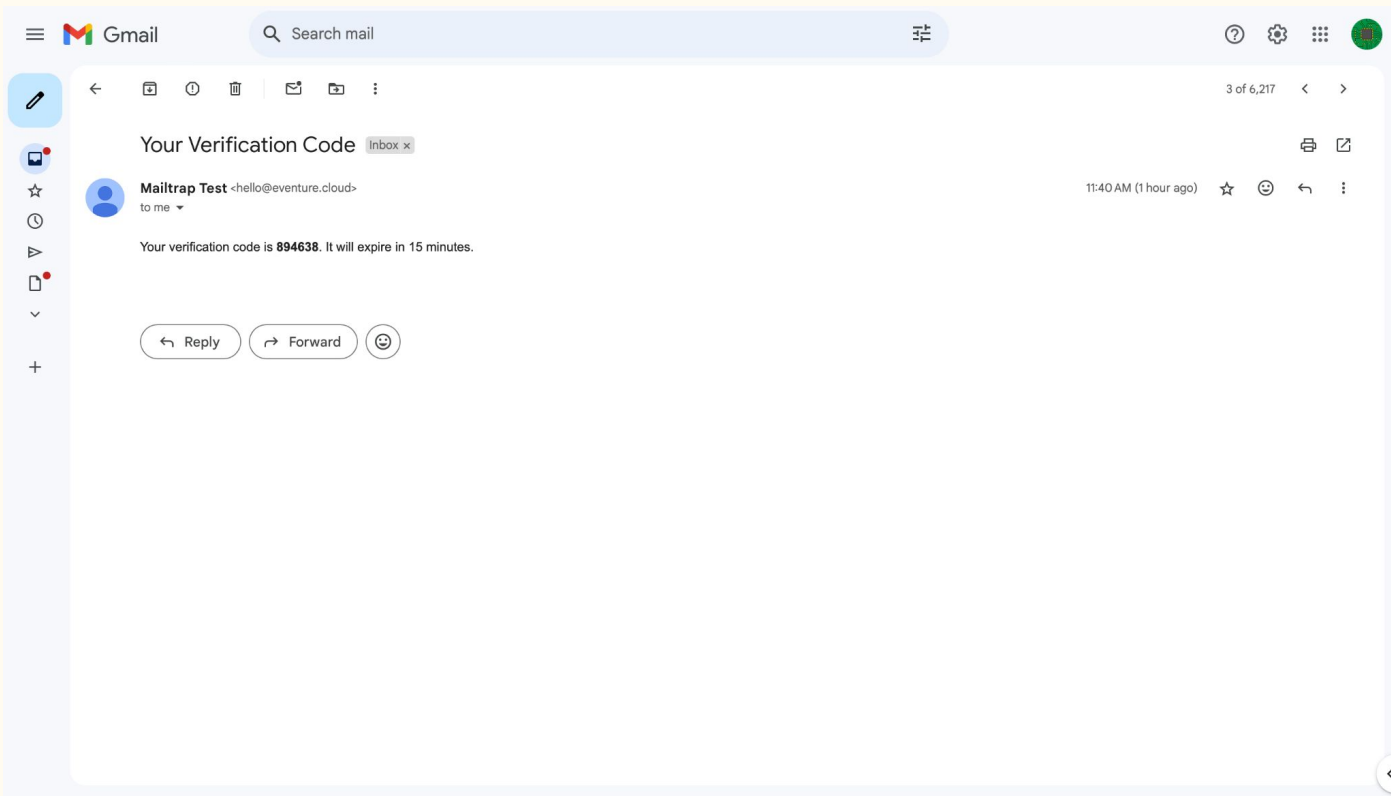 Gmail
Search mail
3 of 6,217
Your Verification Code Inbox x
Mailtrap Test <hello@eventure.cloud> 11:40 AM (1 hour ago)
to me
Your verification code is 894638. It will expire in 15 minutes.
Reply Forward